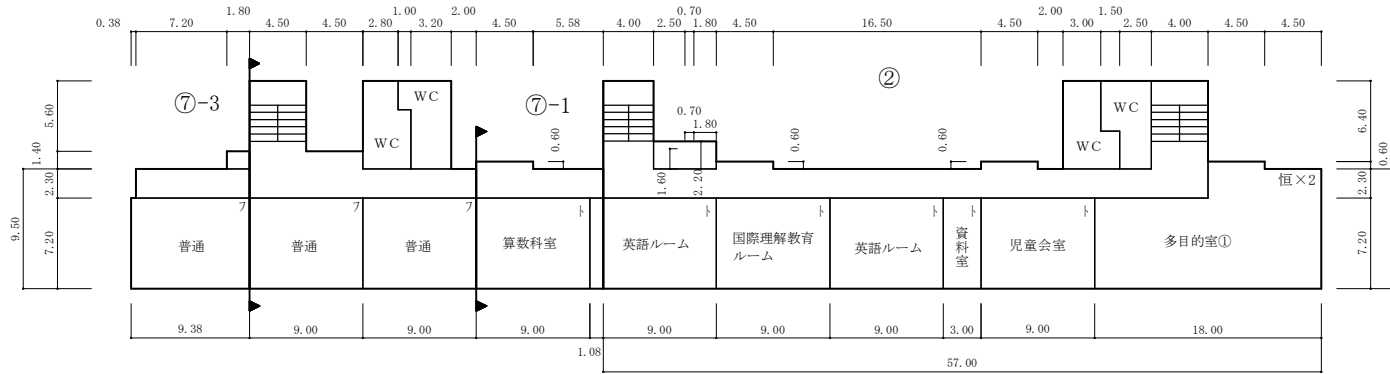 1.80 1.00 2.00 0.70 2.00 1.50
0.38 7.20 4.50 4.50 2.80 3.20 4.50 5.58 4.00 2.50 1.80 4.50 16.50 4.50 3.00 2.50 4.00 4.50 4.50
⑦-3
⑦-1
②
WC
WC
WC
WC
5.60
1.40
2.30
7.20
9.50
0.60
0.70
1.80
1.60
2.20
0.60
0.60
6.40
0.60
2.30
7.20
恒×2
フ
フ
フ
ト
ト
ト
ト
ト
普通
普通
普通
算数科室
英語ルーム
国際理解教育
ルーム
英語ルーム
資料室
児童会室
多目的室①
9.38 9.00 9.00 9.00 9.00 9.00 9.00 3.00 9.00 18.00
1.08
57.00